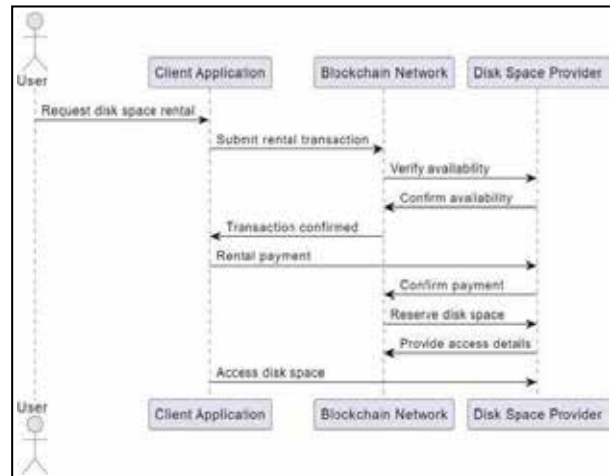 User
Client Application
Blockchain Network
Disk Space Provider
Request disk space rental
Submit rental transaction
Verify availability
Confirm availability
Transaction confirmed
Rental payment
Confirm payment
Reserve disk space
Provide access details
Access disk space
User
Client Application
Blockchain Network
Disk Space Provider